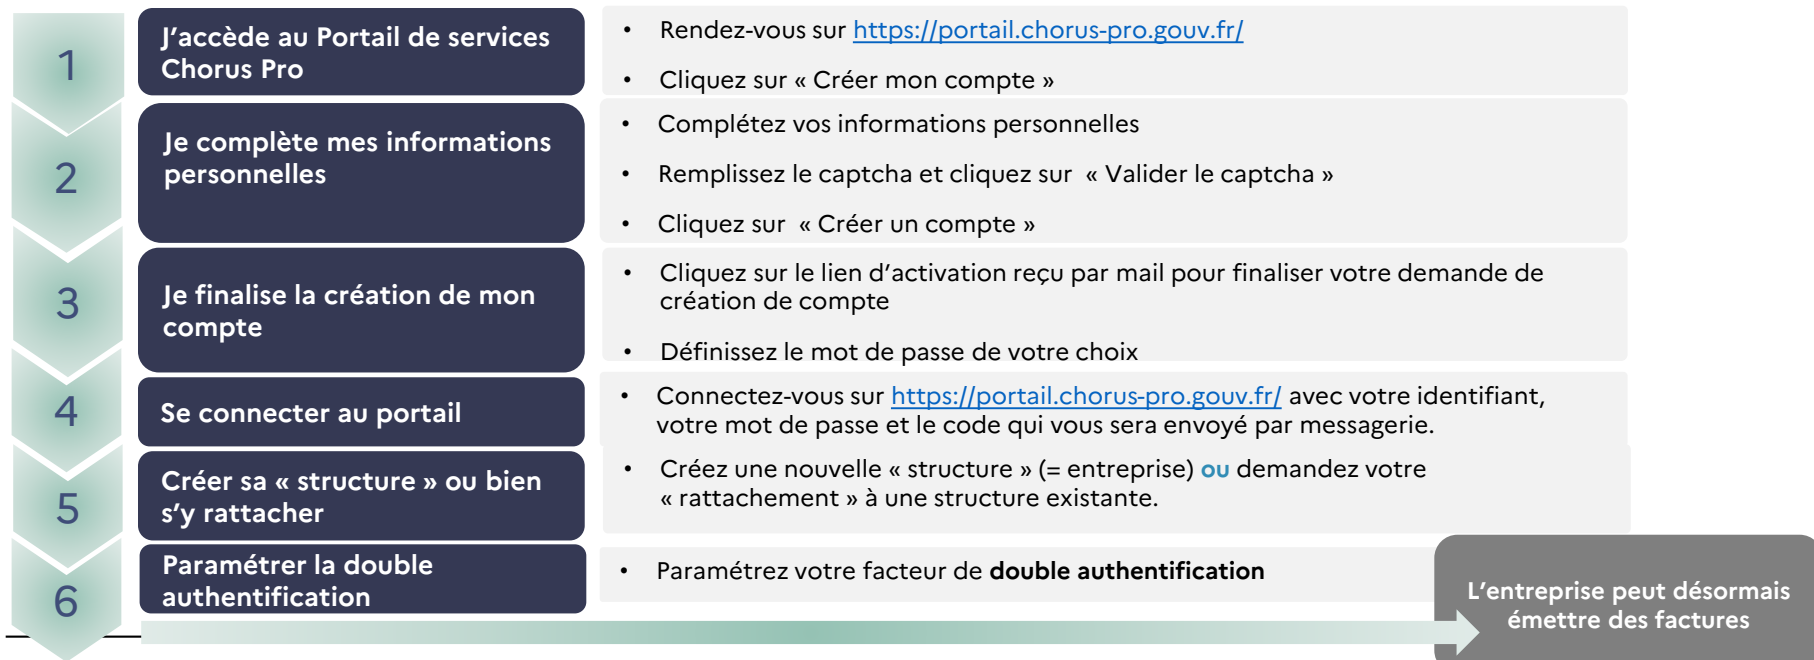 1
J’accède au Portail de services
Chorus Pro
• Rendez-vous sur https://portail.chorus-pro.gouv.fr/
• Cliquez sur « Créer mon compte »
2
Je complète mes informations
personnelles
• Complétez vos informations personnelles
• Remplissez le captcha et cliquez sur « Valider le captcha »
• Cliquez sur « Créer un compte »
3
Je finalise la création de mon
compte
• Cliquez sur le lien d’activation reçu par mail pour finaliser votre demande de
création de compte
• Définissez le mot de passe de votre choix
4
Se connecter au portail
• Connectez-vous sur https://portail.chorus-pro.gouv.fr/ avec votre identifiant,
votre mot de passe et le code qui vous sera envoyé par messagerie.
5
Créer sa « structure » ou bien
s’y rattacher
• Créez une nouvelle « structure » (= entreprise) ou demandez votre
« rattachement » à une structure existante.
6
Paramétrer la double
authentification
• Paramétrez votre facteur de double authentification
L’entreprise peut désormais
émettre des factures